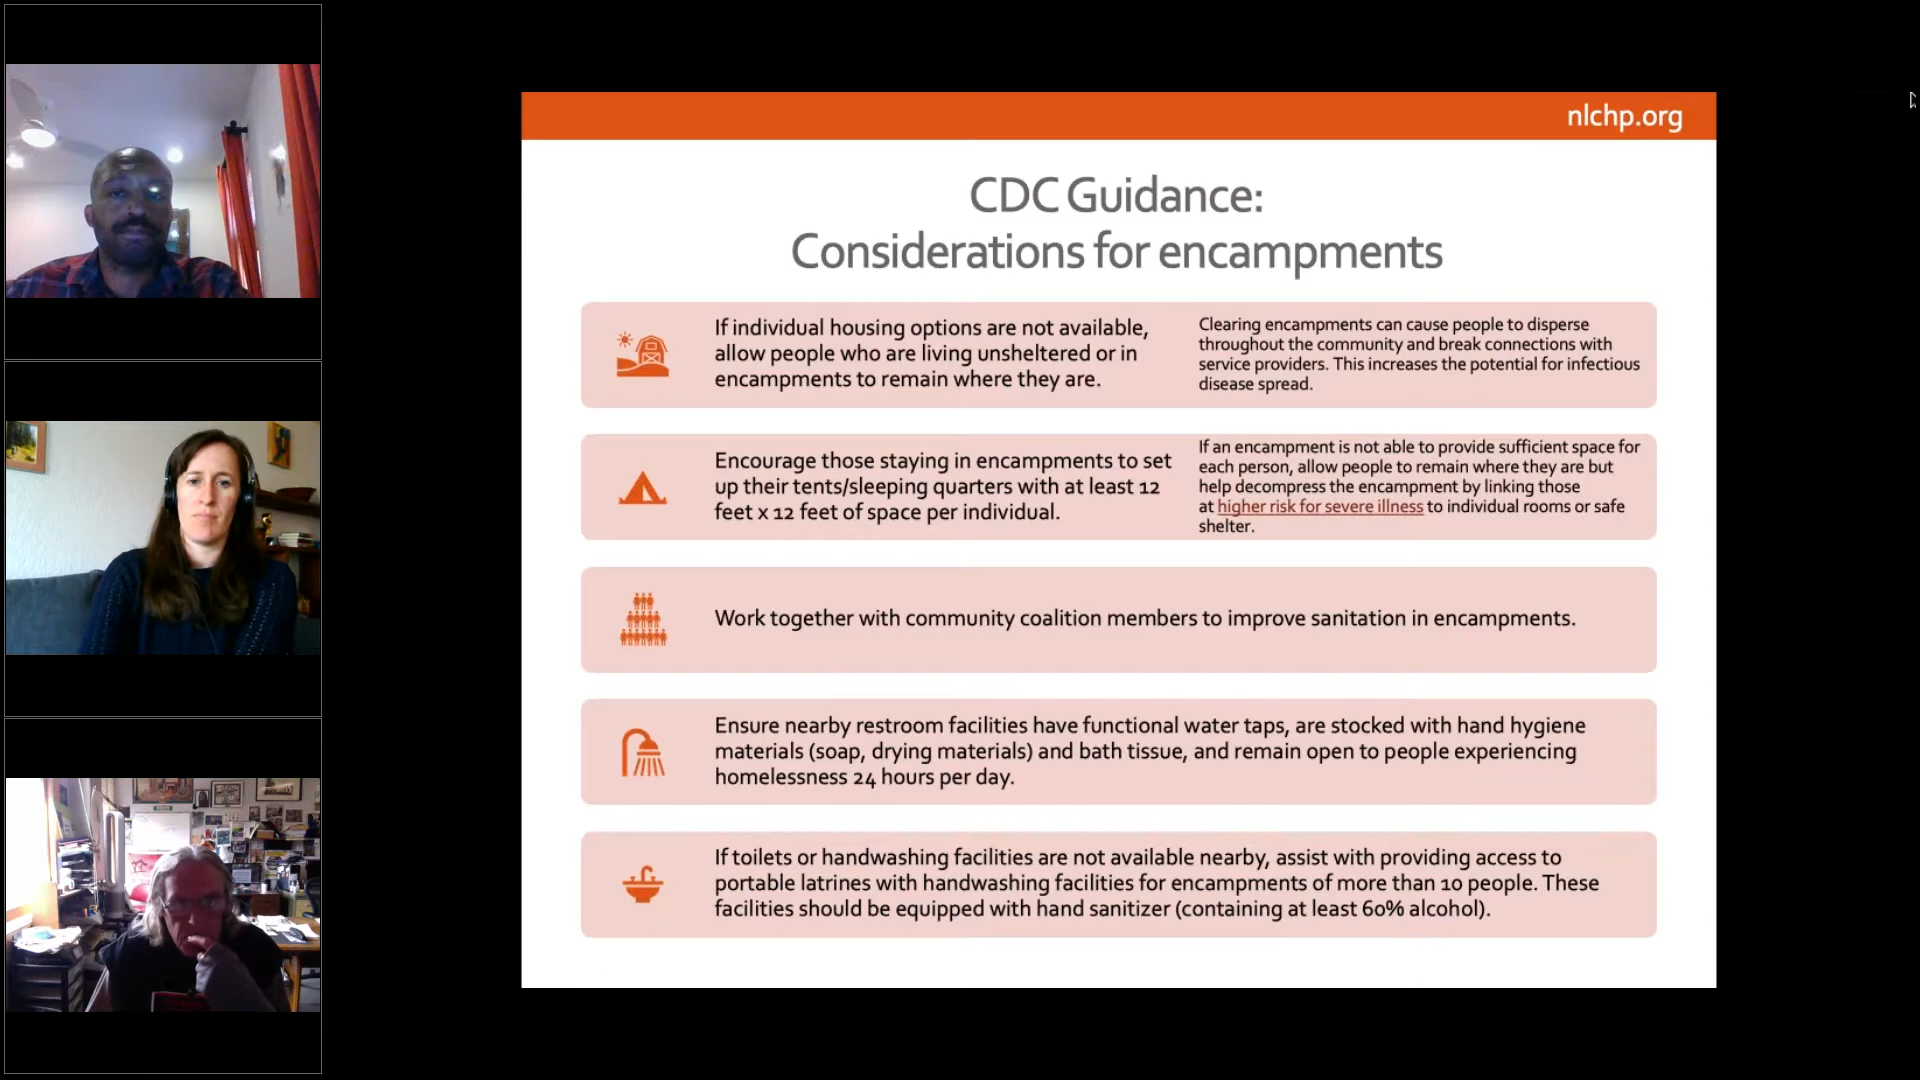 nlchp.org
CDC Guidance:
Considerations for encampments
If individual housing options are not available,
allow people who are living unsheltered or in
encampments to remain where they are.
Clearing encampments can cause people to disperse
throughout the community and break connections with
service providers. This increases the potential for infectious
disease spread.
Encourage those staying in encampments to set
up their tents/sleeping quarters with at least 12
feet x 12 feet of space per individual.
If an encampment is not able to provide sufficient space for
each person, allow people to remain where they are but
help decompress the encampment by linking those
at higher risk for severe illness to individual rooms or safe
shelter.
Work together with community coalition members to improve sanitation in encampments.
Ensure nearby restroom facilities have functional water taps, are stocked with hand hygiene
materials (soap, drying materials) and bath tissue, and remain open to people experiencing
homelessness 24 hours per day.
If toilets or handwashing facilities are not available nearby, assist with providing access to
portable latrines with handwashing facilities for encampments of more than 10 people. These
facilities should be equipped with hand sanitizer (containing at least 60% alcohol).